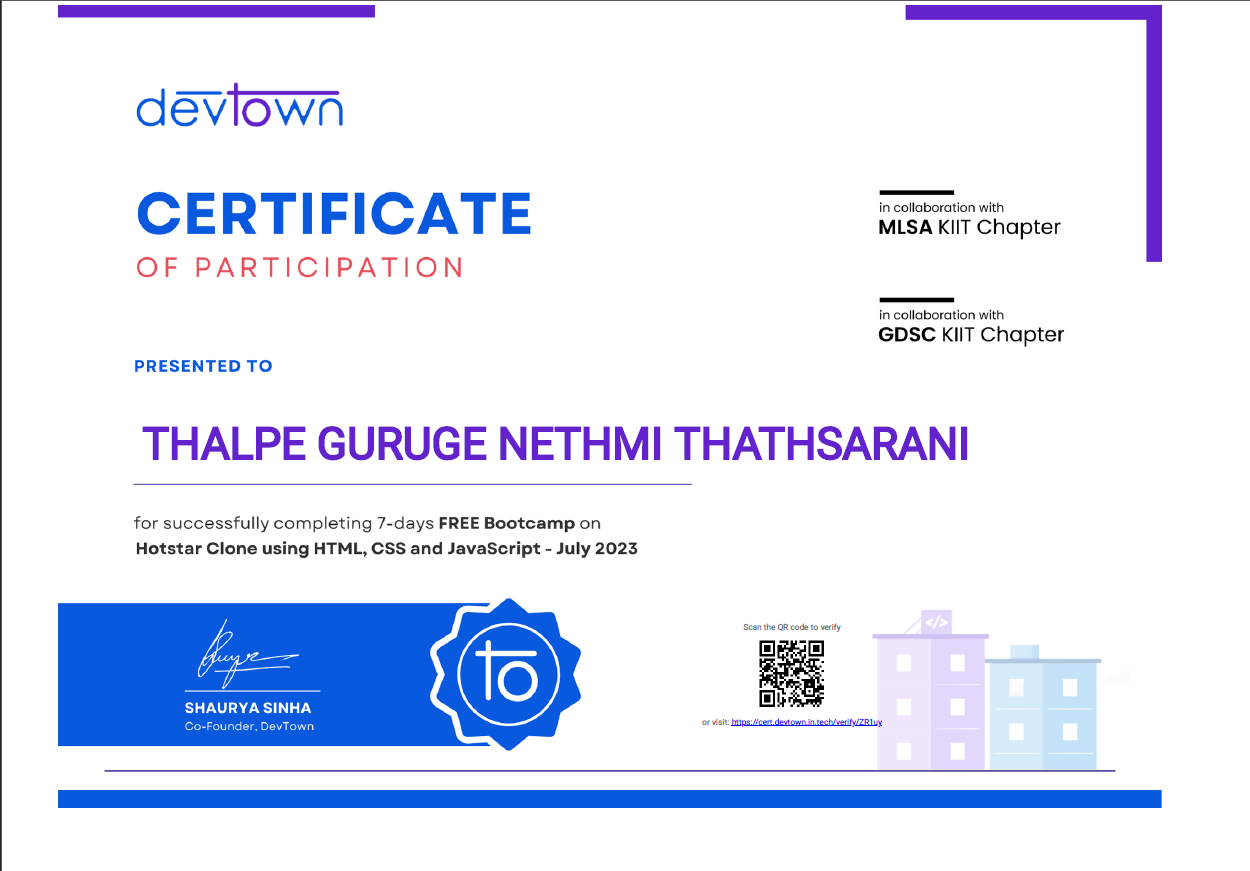 devtown
CERTIFICATE
OF PARTICIPATION
in collaboration with
MLSA KIIT Chapter
in collaboration with
GDSC KIIT Chapter
PRESENTED TO
THALPE GURUGE NETHMI THATHSARANI
for successfully completing 7-days FREE Bootcamp on
Hotstar Clone using HTML, CSS and JavaScript - July 2023
SHAURYA SINHA
Co-Founder, DevTown
to
Scan the QR code to verify
or visit: https://cert.devtown.in.tech/verify/ZR1uy
</>